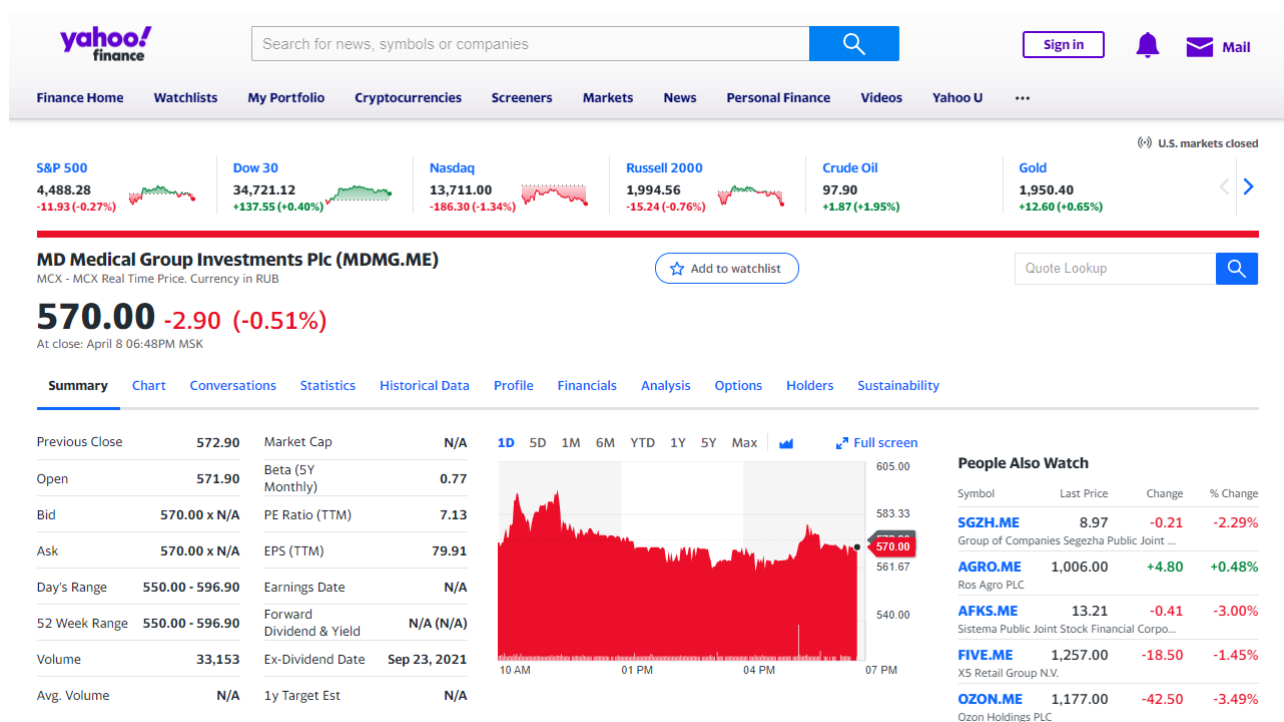 yahoo!
finance
Search for news, symbols or companies
Sign in
Mail
Finance Home Watchlists My Portfolio Cryptocurrencies Screeners Markets News Personal Finance Videos Yahoo U ...
U.S. markets closed
S&P 500 Dow 30 Nasdaq Russell 2000 Crude Oil Gold
4,488.28 34,721.12 13,711.00 1,994.56 97.90 1,950.40
-11.93 (-0.27%) +137.55 (+0.40%) -186.30 (-1.34%) -15.24 (-0.76%) +1.87 (+1.95%) +12.60 (+0.65%)
MD Medical Group Investments Plc (MDMG.ME)
MCX - MCX Real Time Price. Currency in RUB
Add to watchlist
Quote Lookup
570.00 -2.90 (-0.51%)
At close: April 8 06:48PM MSK
Summary Chart Conversations Statistics Historical Data Profile Financials Analysis Options Holders Sustainability
Previous Close 572.90
Open 571.90
Bid 570.00 x N/A
Ask 570.00 x N/A
Day's Range 550.00 - 596.90
52 Week Range 550.00 - 596.90
Volume 33,153
Avg. Volume N/A
Market Cap N/A
Beta (5Y
Monthly) 0.77
PE Ratio (TTM) 7.13
EPS (TTM) 79.91
Earnings Date N/A
Forward
Dividend & Yield N/A (N/A)
Ex-Dividend Date Sep 23, 2021
1y Target Est N/A
1D 5D 1M 6M YTD 1Y 5Y Max Full screen
605.00
583.33
570.00
561.67
540.00
10 AM 01 PM 04 PM 07 PM
People Also Watch
Symbol Last Price Change % Change
SGZH.ME 8.97 -0.21 -2.29%
Group of Companies Segezha Public Joint ...
AGRO.ME 1,006.00 +4.80 +0.48%
Ros Agro PLC
AFKS.ME 13.21 -0.41 -3.00%
Sistema Public Joint Stock Financial Corpo...
FIVE.ME 1,257.00 -18.50 -1.45%
X5 Retail Group N.V.
OZON.ME 1,177.00 -42.50 -3.49%
Ozon Holdings PLC